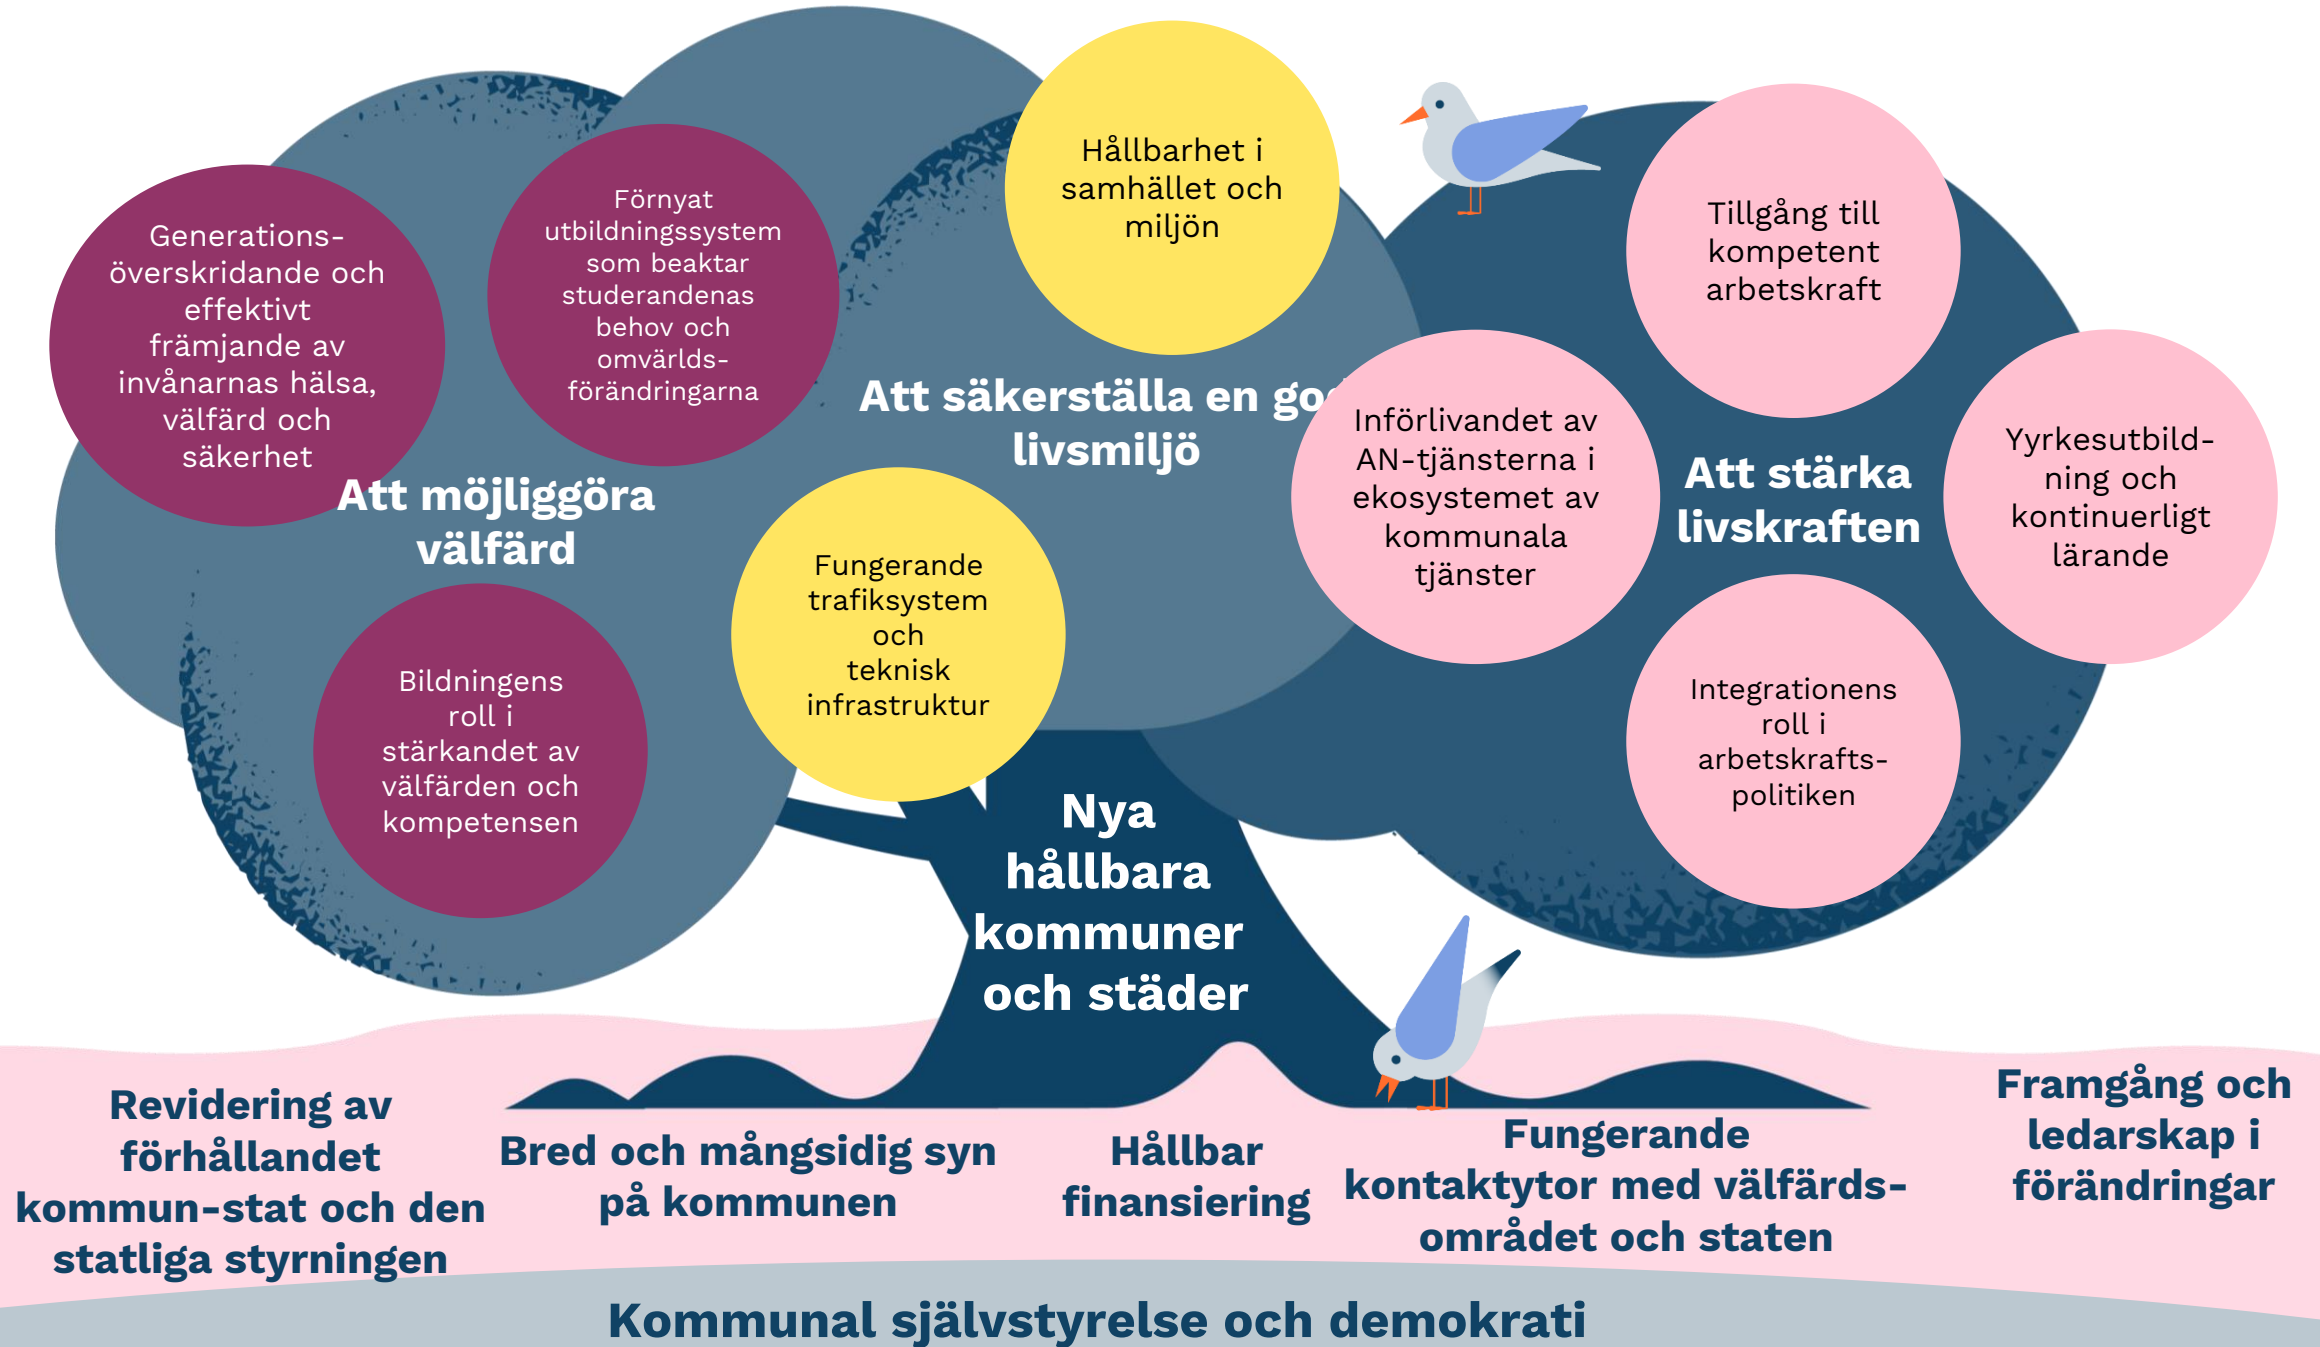 Generations-
överskridande och
effektivt
främjande av
invånarnas hälsa,
välfärd och
säkerhet
Förnyat
utbildningssystem
som beaktar
studerandenas
behov och
omvärlds-
förändringarna
Att möjliggöra
välfärd
Bildningens
roll i
stärkandet av
välfärden och
kompetensen
Hållbarhet i
samhället och
miljön
Att säkerställa en go
livsmiljö
Fungerande
trafiksystem
och
teknisk
infrastruktur
Tillgång till
kompetent
arbetskraft
Införlivandet av
AN-tjänsterna i
ekosystemet av
kommunala
tjänster
Att stärka
livskraften
Yyrkesutbild-
ning och
kontinuerligt
lärande
Integrationens
roll i
arbetskrafts-
politiken
Nya
hållbara
kommuner
och städer
Revidering av
förhållandet
kommun-stat och den
statliga styrningen
Bred och mångsidig syn
på kommunen
Hållbar
finansiering
Fungerande
kontaktytor med välfärds-
området och staten
Framgång och
ledarskap i
förändringar
Kommunal självstyrelse och demokrati